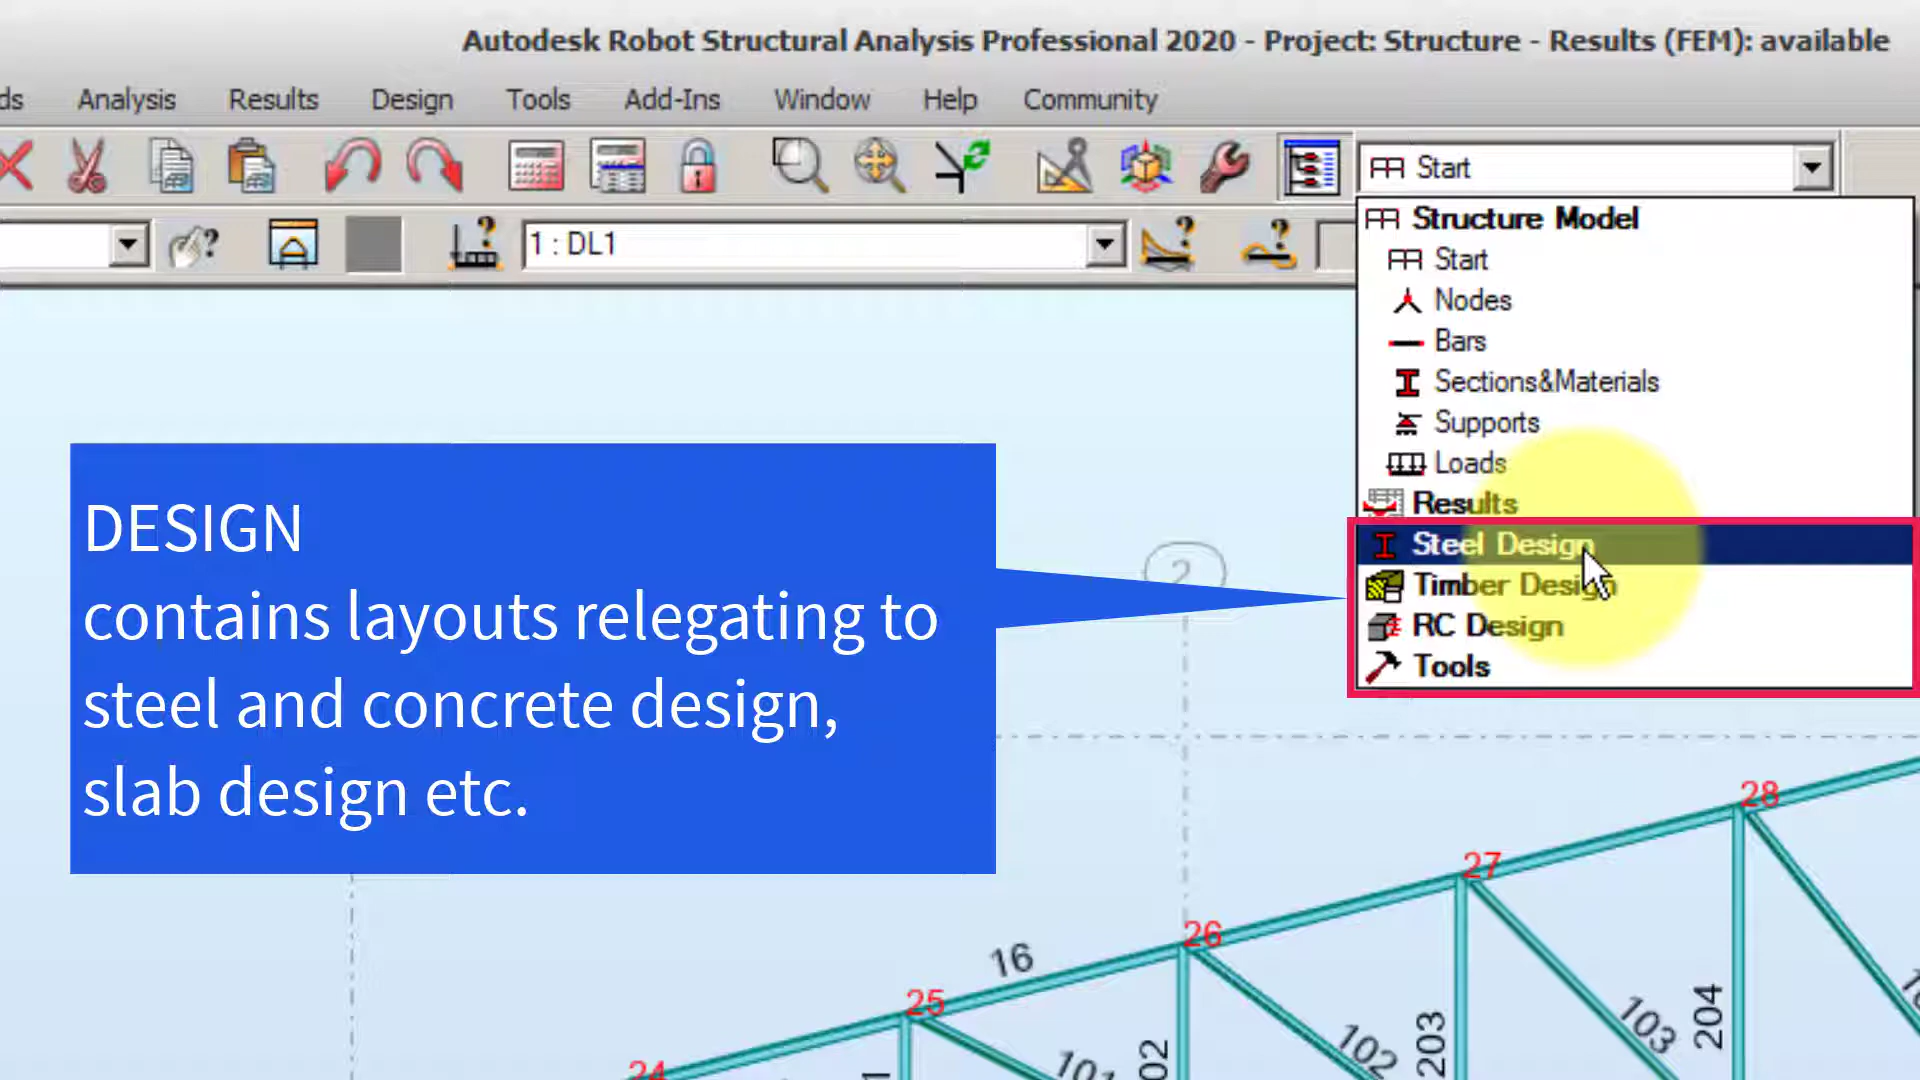 Autodesk Robot Structural Analysis Professional 2020 - Project: Structure - Results (FEM): available
ds Analysis Results Design Tools Add-Ins Window Help Community
Start
1 : DL1
Structure Model
Start
Nodes
Bars
Sections&Materials
Supports
Loads
Results
Steel Design
Timber Design
RC Design
Tools
DESIGN
contains layouts relegating to
steel and concrete design,
slab design etc.
2
28
27
26
16
25
24
204
203
103
102
101